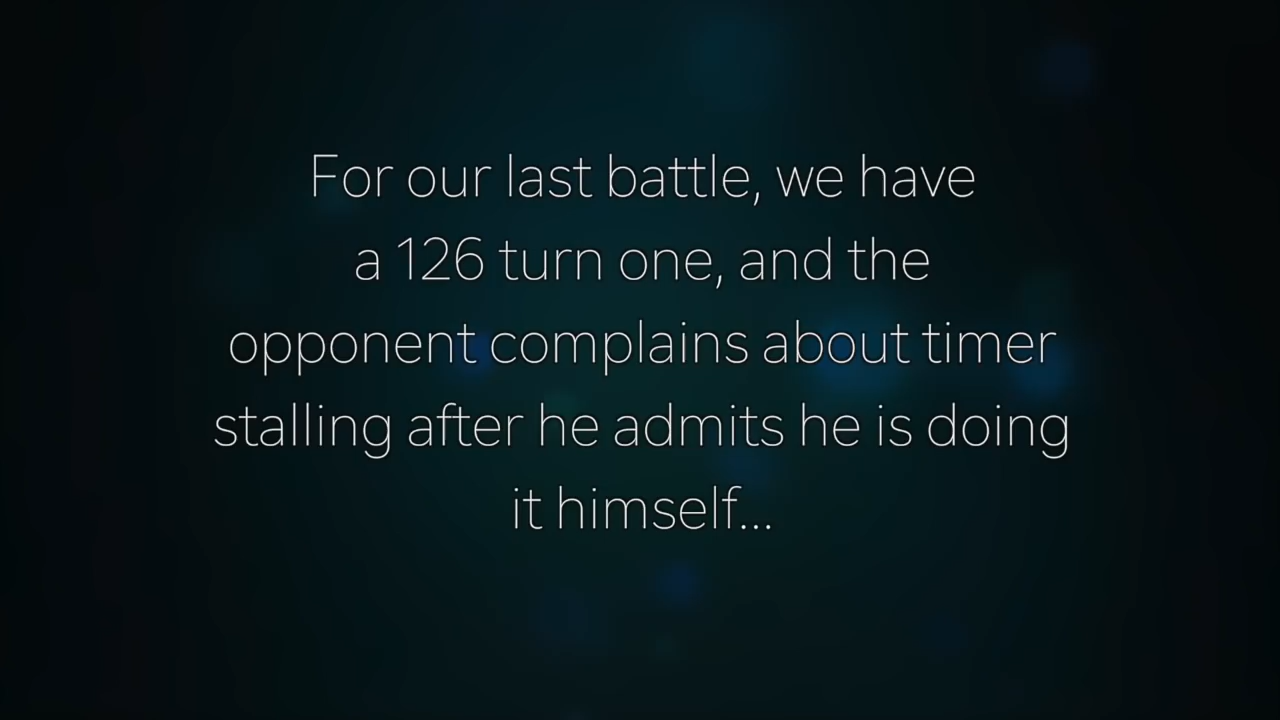 For our last battle, we have
a 126 turn one, and the
opponent complains about timer
stalling after he admits he is doing
it himself...